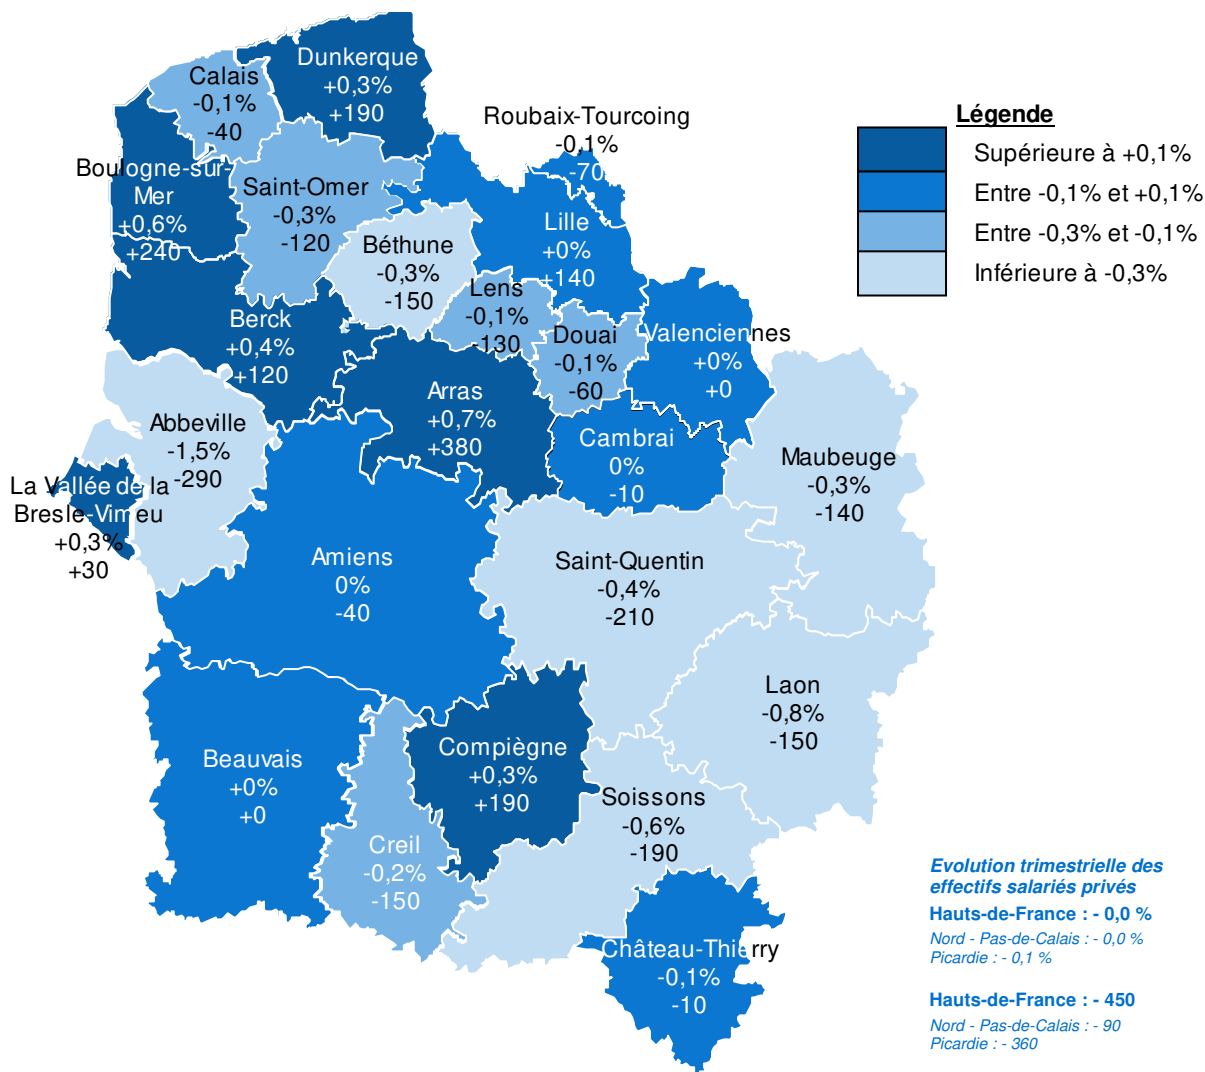 Dunkerque
+0,3%
+190
Calais
-0,1%
-40
Roubaix-Tourcoing
-0,1%
-70
Légende
Supérieure à +0,1%
Entre -0,1% et +0,1%
Entre -0,3% et -0,1%
Inférieure à -0,3%
Boulogne-sur-
Mer
+0,6%
+240
Saint-Omer
-0,3%
-120
Lille
+0%
+140
Béthune
-0,3%
-150
Lens
-0,1%
-130
Douai
-0,1%
-60
Valenciennes
+0%
+0
Berck
+0,4%
+120
Arras
+0,7%
+380
Abbeville
-1,5%
-290
Cambrai
0%
-10
Maubeuge
-0,3%
-140
La Vallée de la
Bresle-Vimeu
+0,3%
+30
Amiens
0%
-40
Saint-Quentin
-0,4%
-210
Laon
-0,8%
-150
Beauvais
+0%
+0
Compiègne
+0,3%
+190
Soissons
-0,6%
-190
Creil
-0,2%
-150
Château-Thierry
-0,1%
-10
Evolution trimestrielle des
effectifs salariés privés
Hauts-de-France : - 0,0 %
Nord - Pas-de-Calais : - 0,0 %
Picardie : - 0,1 %
Hauts-de-France : - 450
Nord - Pas-de-Calais : - 90
Picardie : - 360